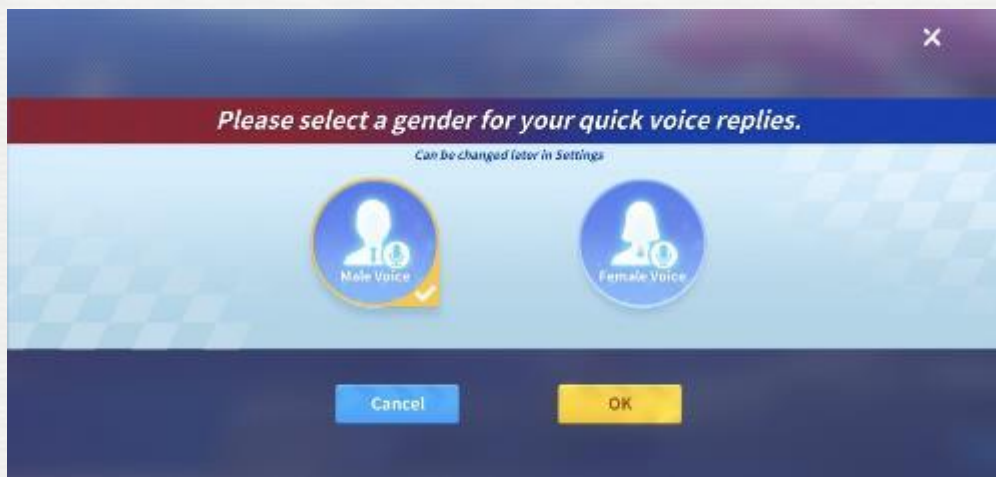 Please select a gender for your quick voice replies.
Can be changed later in Settings
Male Voice
Female Voice
Cancel
OK